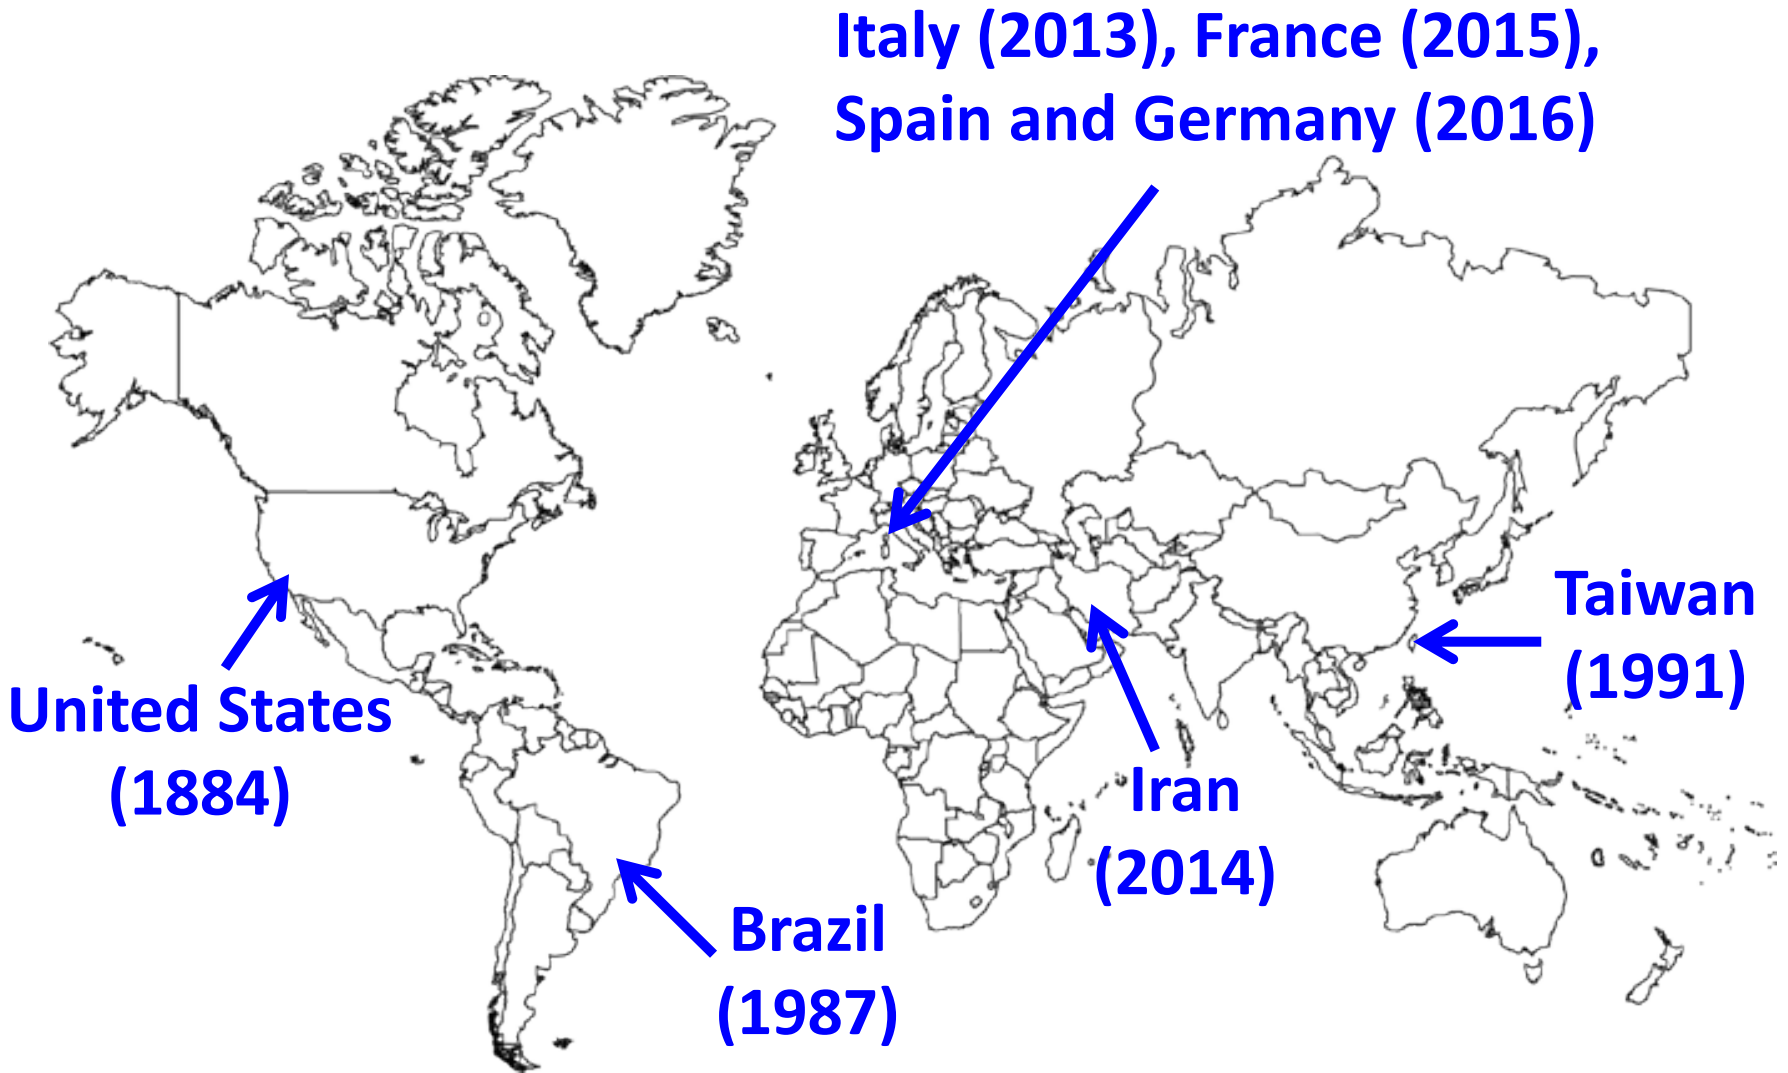 Italy (2013), France (2015),
Spain and Germany (2016)
Taiwan
(1991)
United States
(1884)
Iran
(2014)
Brazil
(1987)